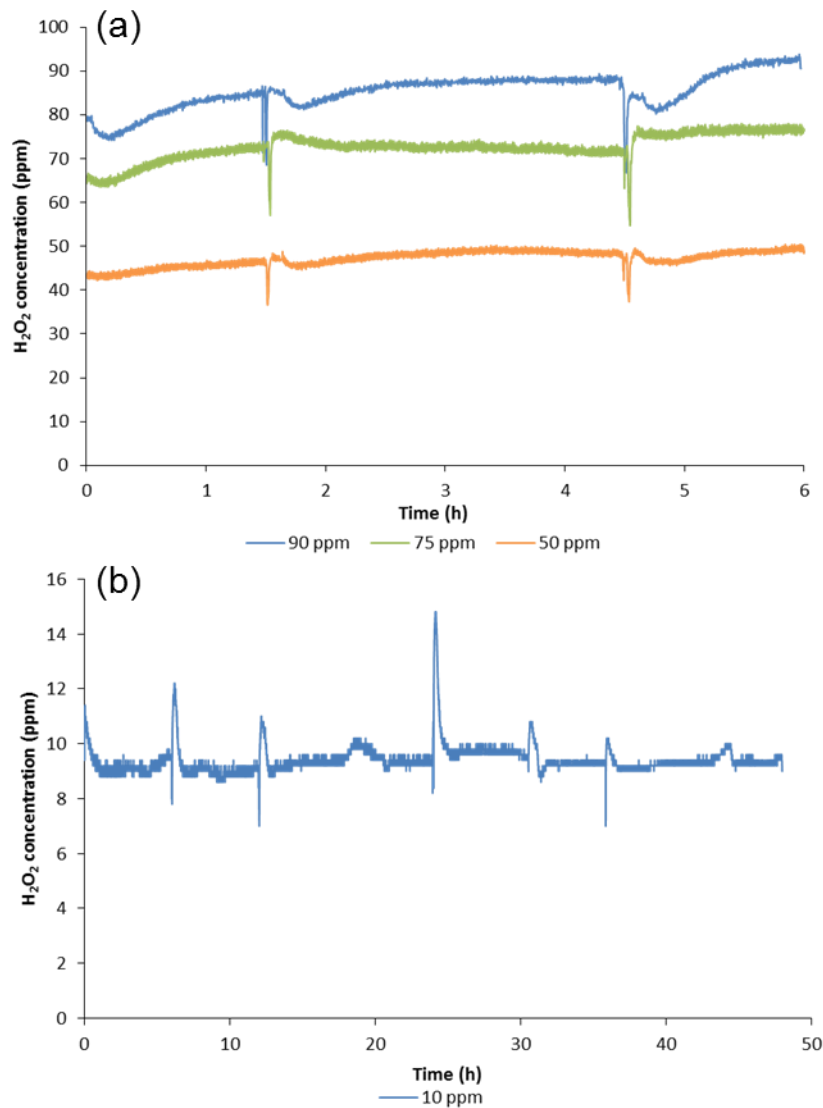 (a)
100
90
80
70
60
50
40
30
20
10
0
H₂O₂ concentration (ppm)
0 1 2 3 4 5 6
Time (h)
90 ppm 75 ppm 50 ppm
(b)
16
14
12
10
8
6
4
2
0
H₂O₂ concentration (ppm)
0 10 20 30 40 50
Time (h)
10 ppm